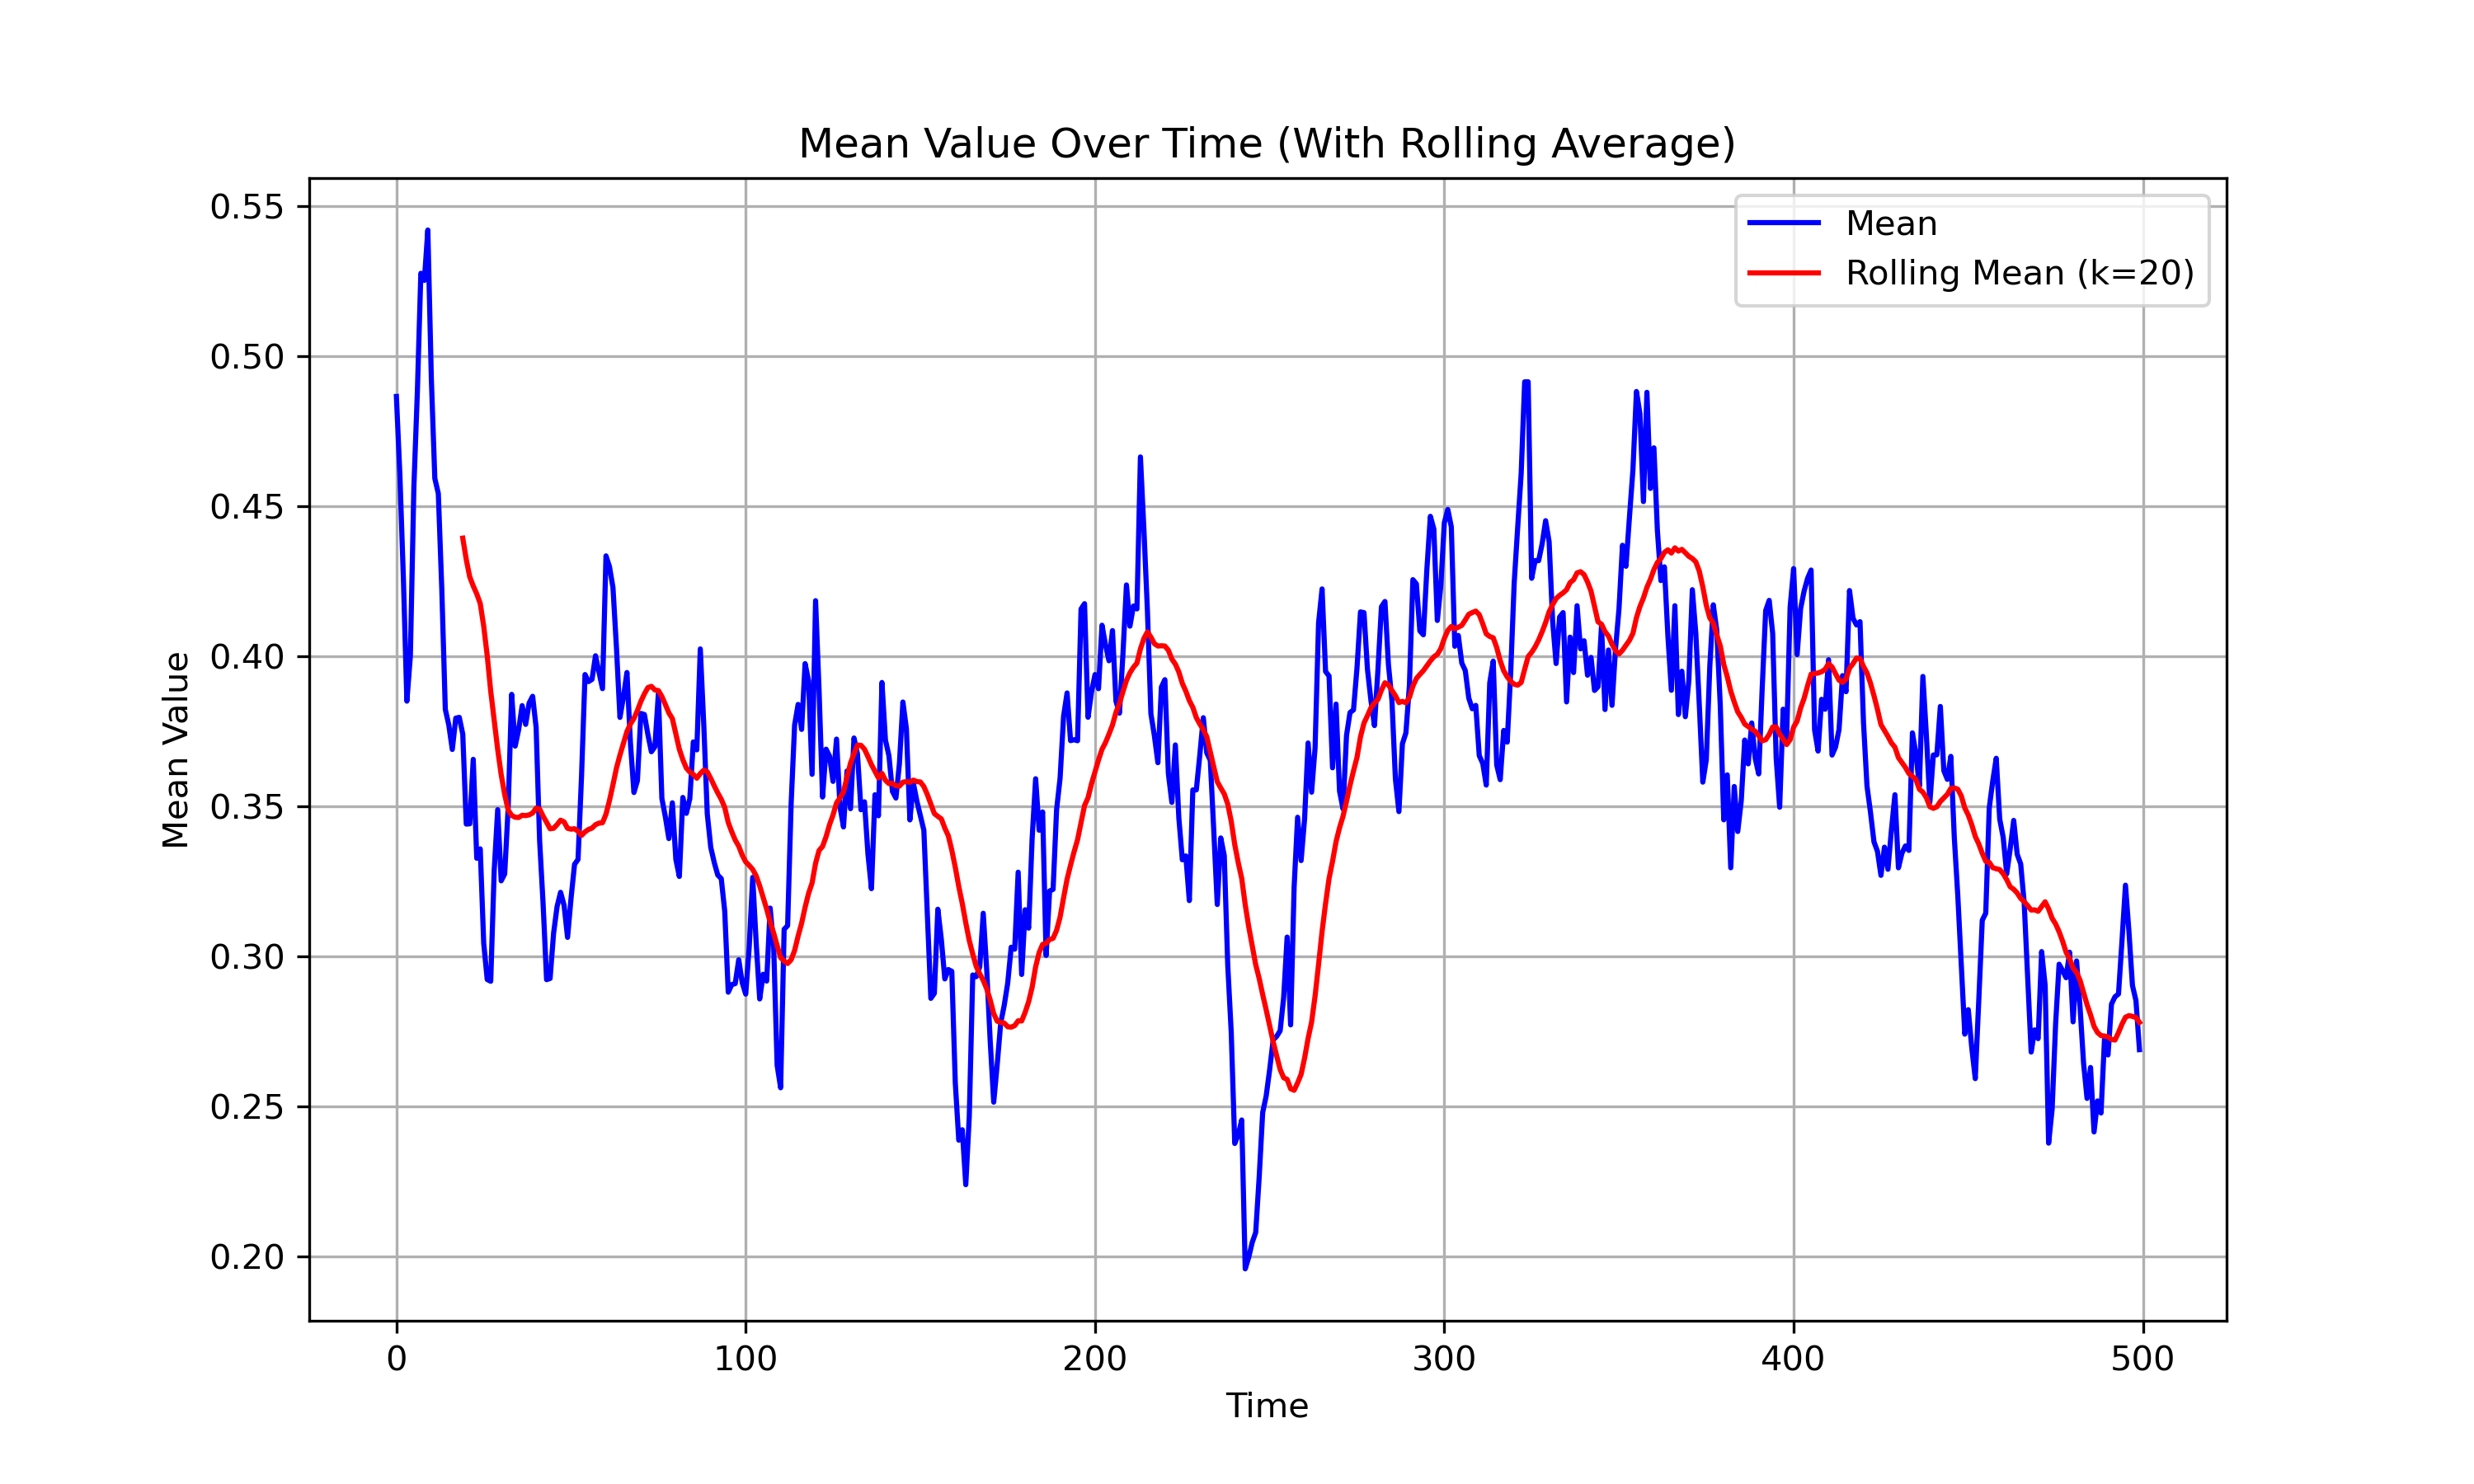 Mean Value Over Time (With Rolling Average)
Mean
Rolling Mean (k=20)
Mean Value
0.55
0.50
0.45
0.40
0.35
0.30
0.25
0.20
0 100 200 300 400 500
Time